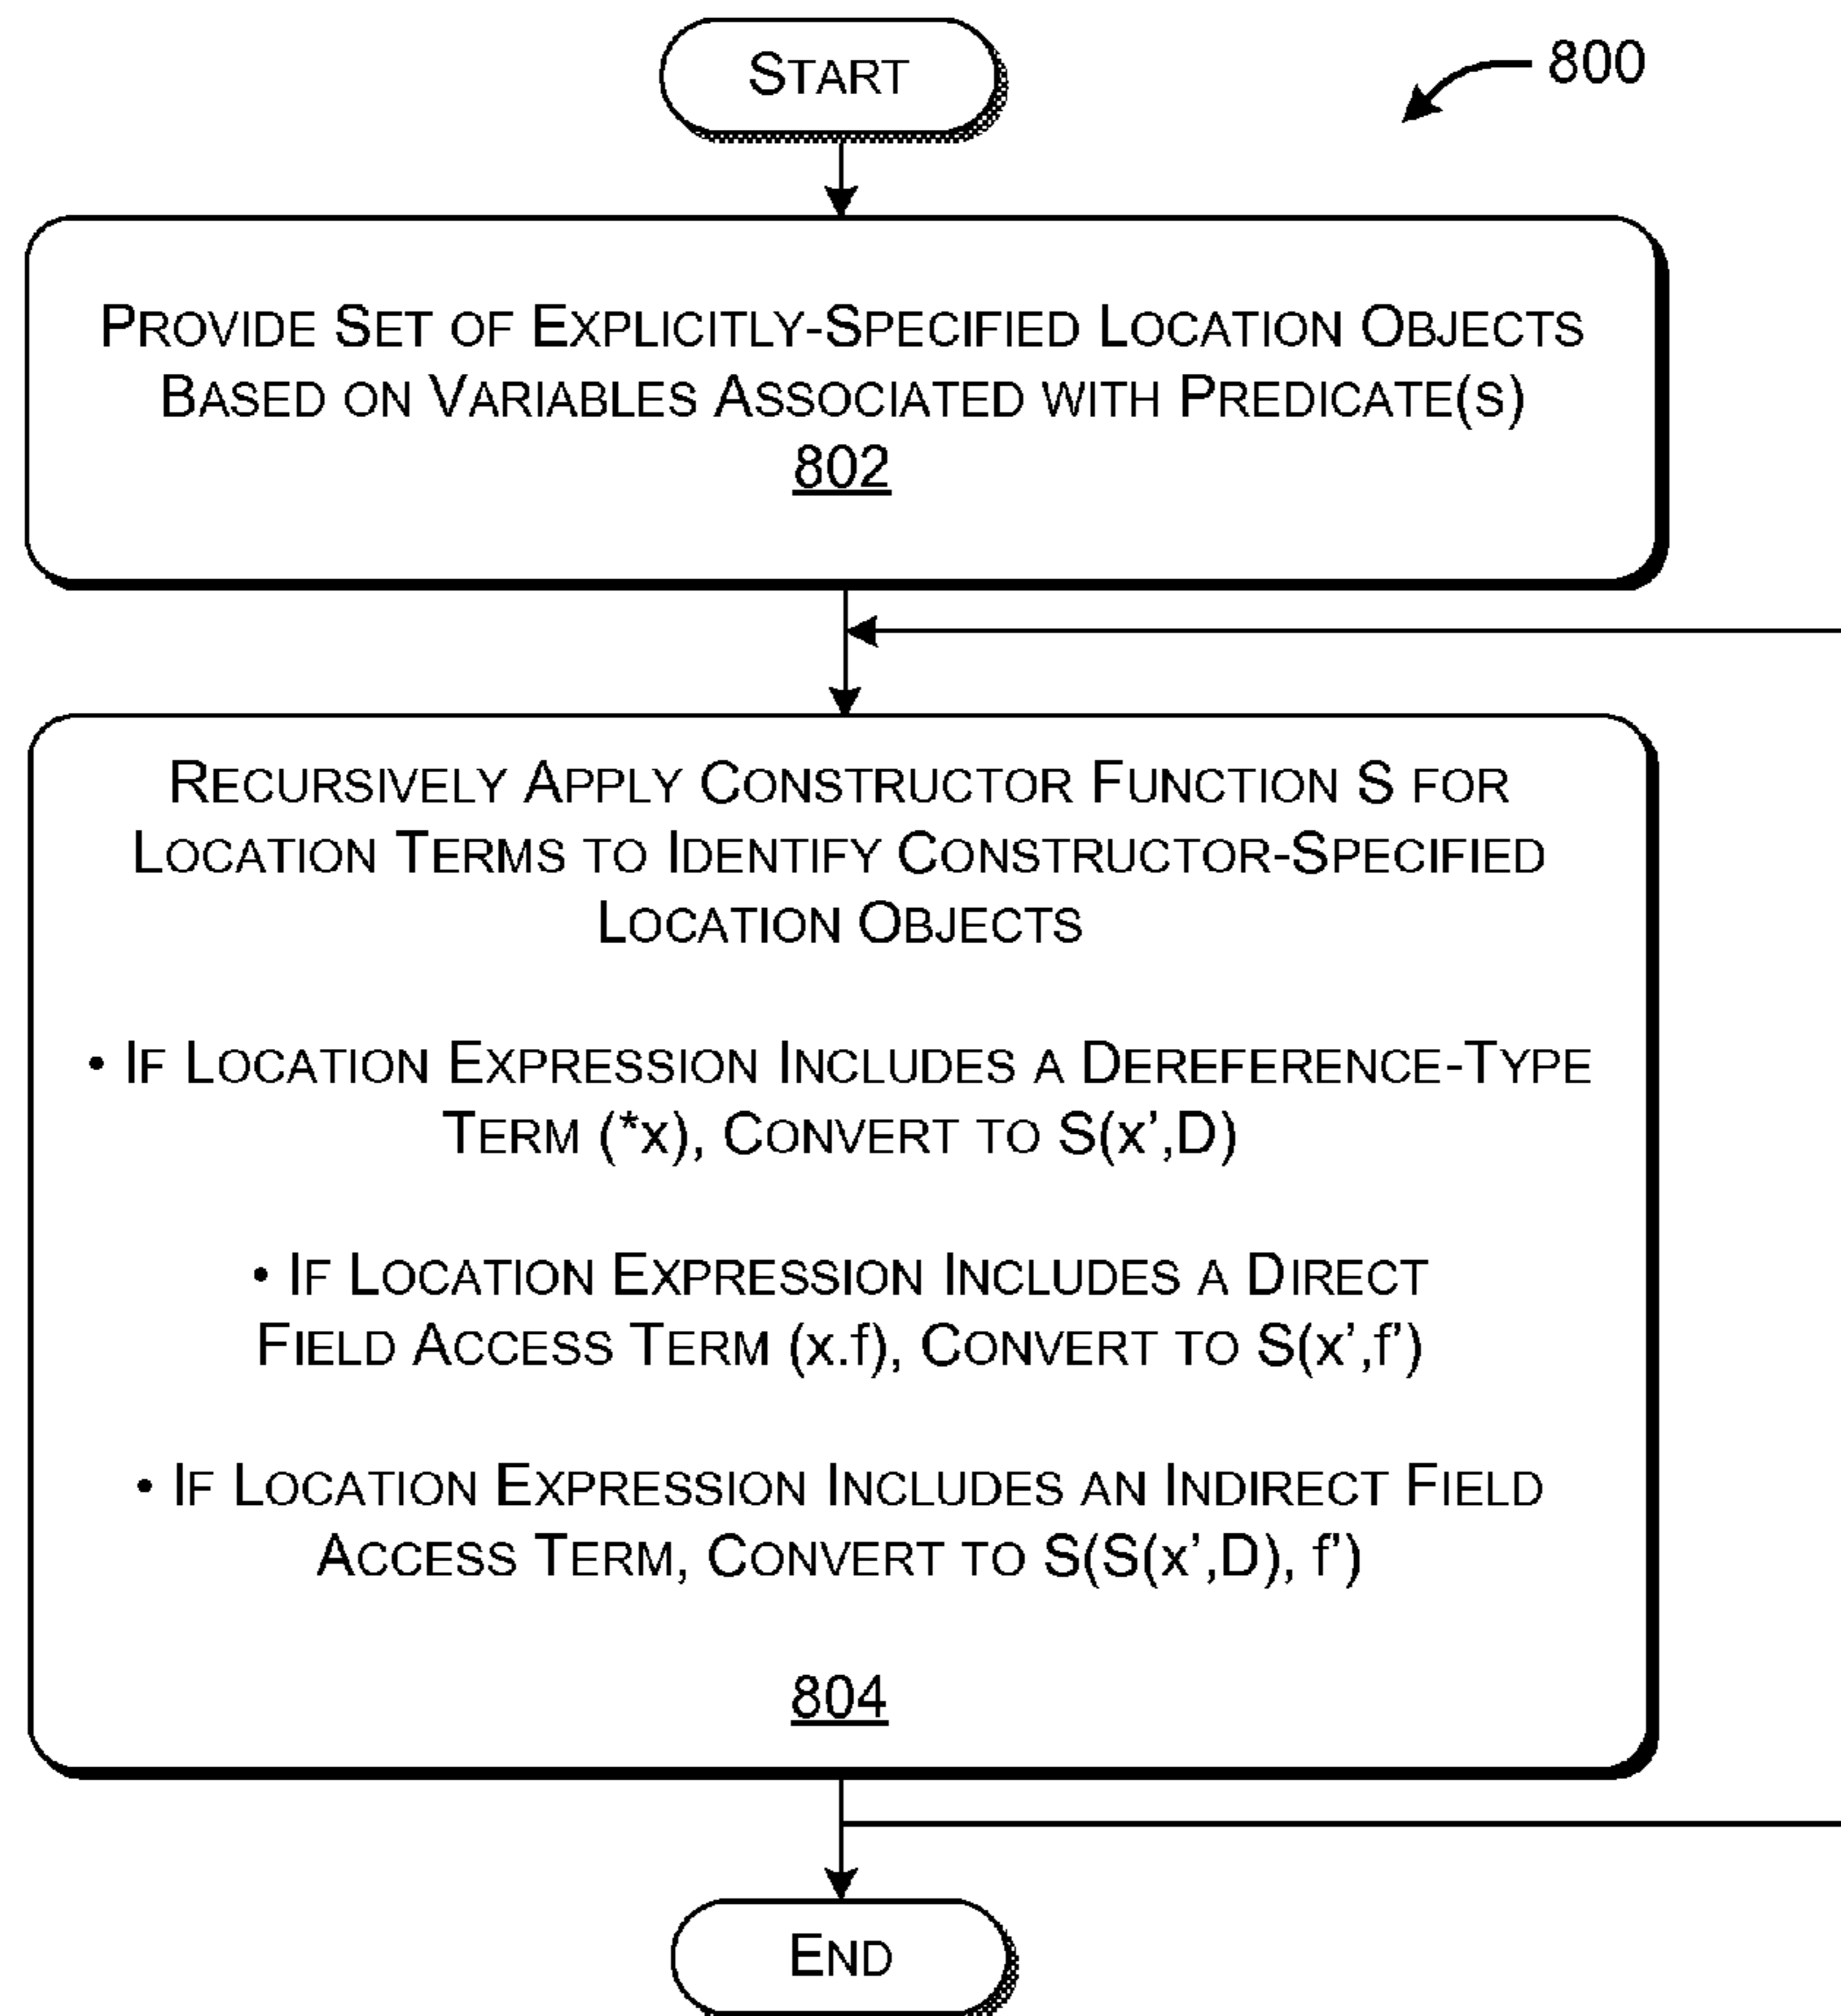 START
800
PROVIDE SET OF EXPLICITLY-SPECIFIED LOCATION OBJECTS
BASED ON VARIABLES ASSOCIATED WITH PREDICATE(S)
802
RECURSIVELY APPLY CONSTRUCTOR FUNCTION S FOR
LOCATION TERMS TO IDENTIFY CONSTRUCTOR-SPECIFIED
LOCATION OBJECTS
• IF LOCATION EXPRESSION INCLUDES A DEREFERENCE-TYPE
TERM (*x), CONVERT TO S(x',D)
• IF LOCATION EXPRESSION INCLUDES A DIRECT
FIELD ACCESS TERM (x.f), CONVERT TO S(x',f')
• IF LOCATION EXPRESSION INCLUDES AN INDIRECT FIELD
ACCESS TERM, CONVERT TO S(S(x',D), f')
804
END